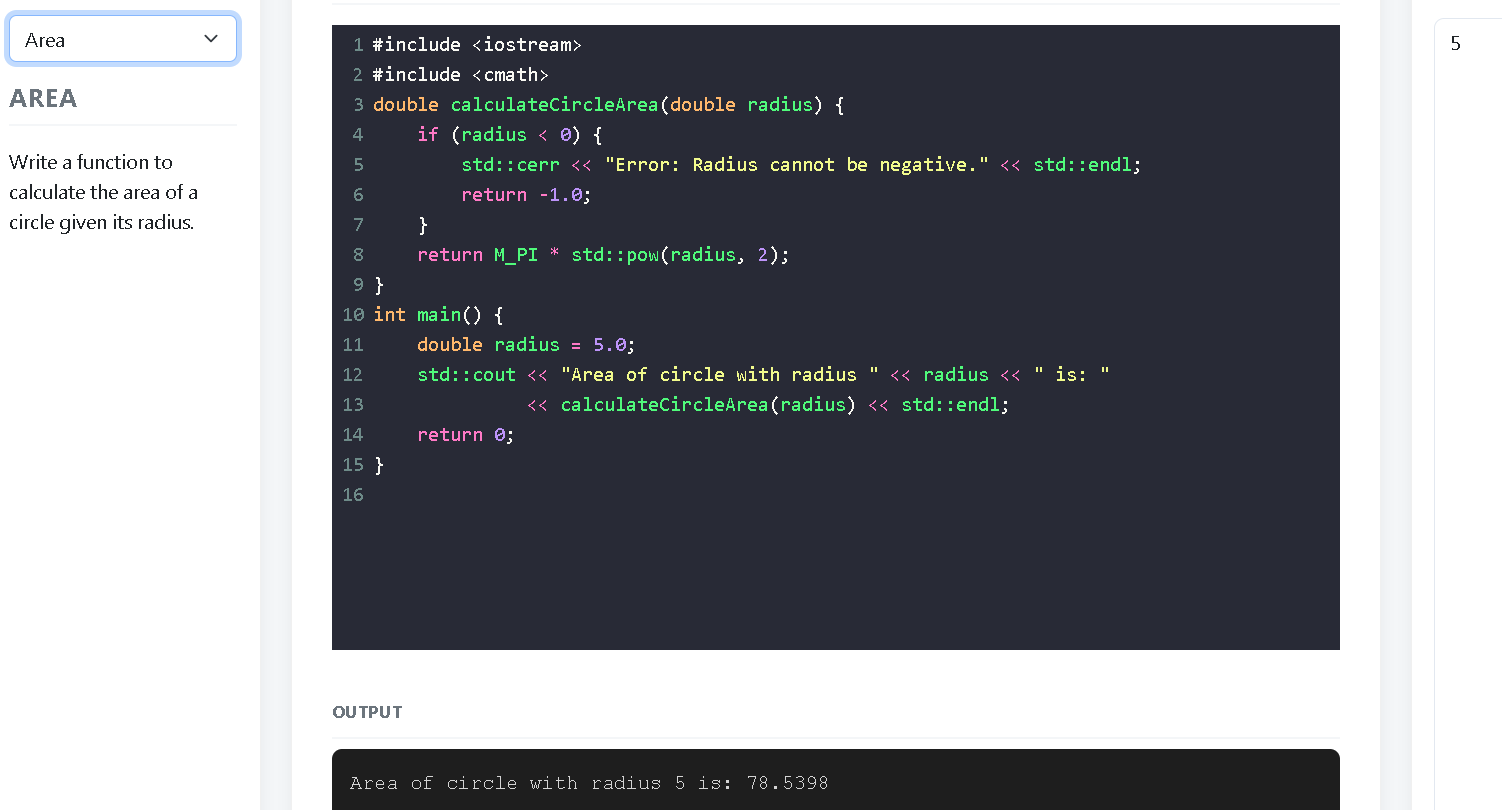 Area
AREA
Write a function to
calculate the area of a
circle given its radius.
1 #include <iostream>
2 #include <cmath>
3 double calculateCircleArea(double radius) {
4     if (radius < 0) {
5         std::cerr << "Error: Radius cannot be negative." << std::endl;
6         return -1.0;
7     }
8     return M_PI * std::pow(radius, 2);
9 }
10 int main() {
11     double radius = 5.0;
12     std::cout << "Area of circle with radius " << radius << " is: "
13               << calculateCircleArea(radius) << std::endl;
14     return 0;
15 }
16
OUTPUT
Area of circle with radius 5 is: 78.5398
5